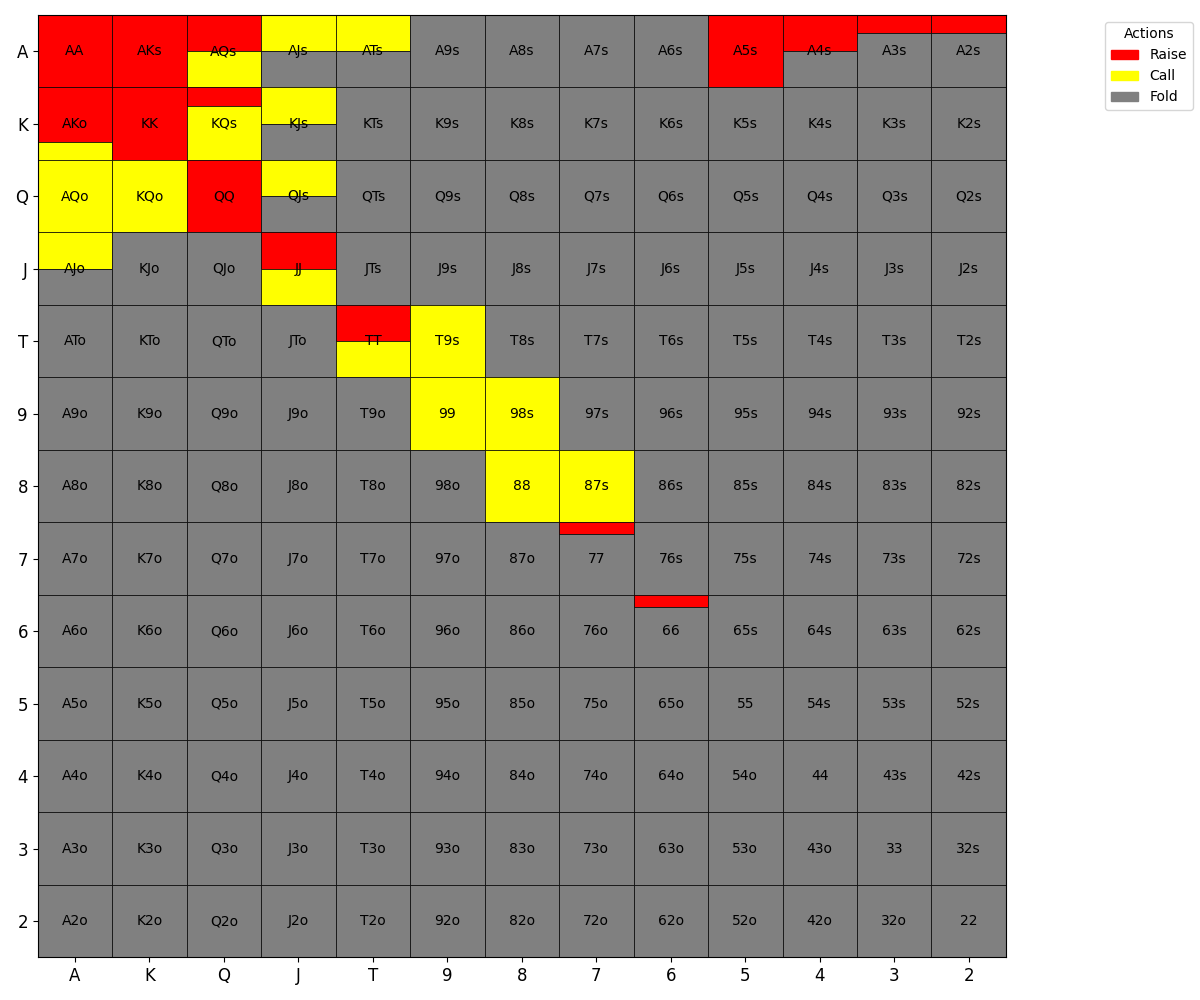 Actions
Raise
Call
Fold
A AA AKs AQs AJs ATs A9s A8s A7s A6s A5s A4s A3s A2s
K AKo KK KQs KJs KTs K9s K8s K7s K6s K5s K4s K3s K2s
Q AQo KQo QQ QJs QTs Q9s Q8s Q7s Q6s Q5s Q4s Q3s Q2s
J AJo KJo QJo JJ JTs J9s J8s J7s J6s J5s J4s J3s J2s
T ATo KTo QTo JTo TT T9s T8s T7s T6s T5s T4s T3s T2s
9 A9o K9o Q9o J9o T9o 99 98s 97s 96s 95s 94s 93s 92s
8 A8o K8o Q8o J8o T8o 98o 88 87s 86s 85s 84s 83s 82s
7 A7o K7o Q7o J7o T7o 97o 87o 77 76s 75s 74s 73s 72s
6 A6o K6o Q6o J6o T6o 96o 86o 76o 66 65s 64s 63s 62s
5 A5o K5o Q5o J5o T5o 95o 85o 75o 65o 55 54s 53s 52s
4 A4o K4o Q4o J4o T4o 94o 84o 74o 64o 54o 44 43s 42s
3 A3o K3o Q3o J3o T3o 93o 83o 73o 63o 53o 43o 33 32s
2 A2o K2o Q2o J2o T2o 92o 82o 72o 62o 52o 42o 32o 22
A K Q J T 9 8 7 6 5 4 3 2